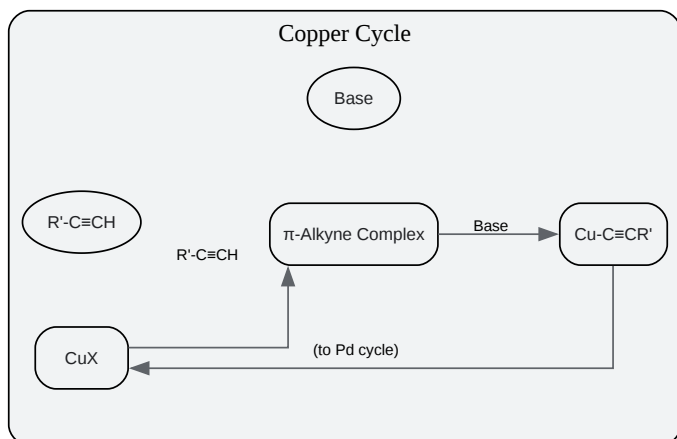 Copper Cycle
Base
R'-C≡CH
π-Alkyne Complex
Base
Cu-C≡CR'
R'-C≡CH
(to Pd cycle)
CuX